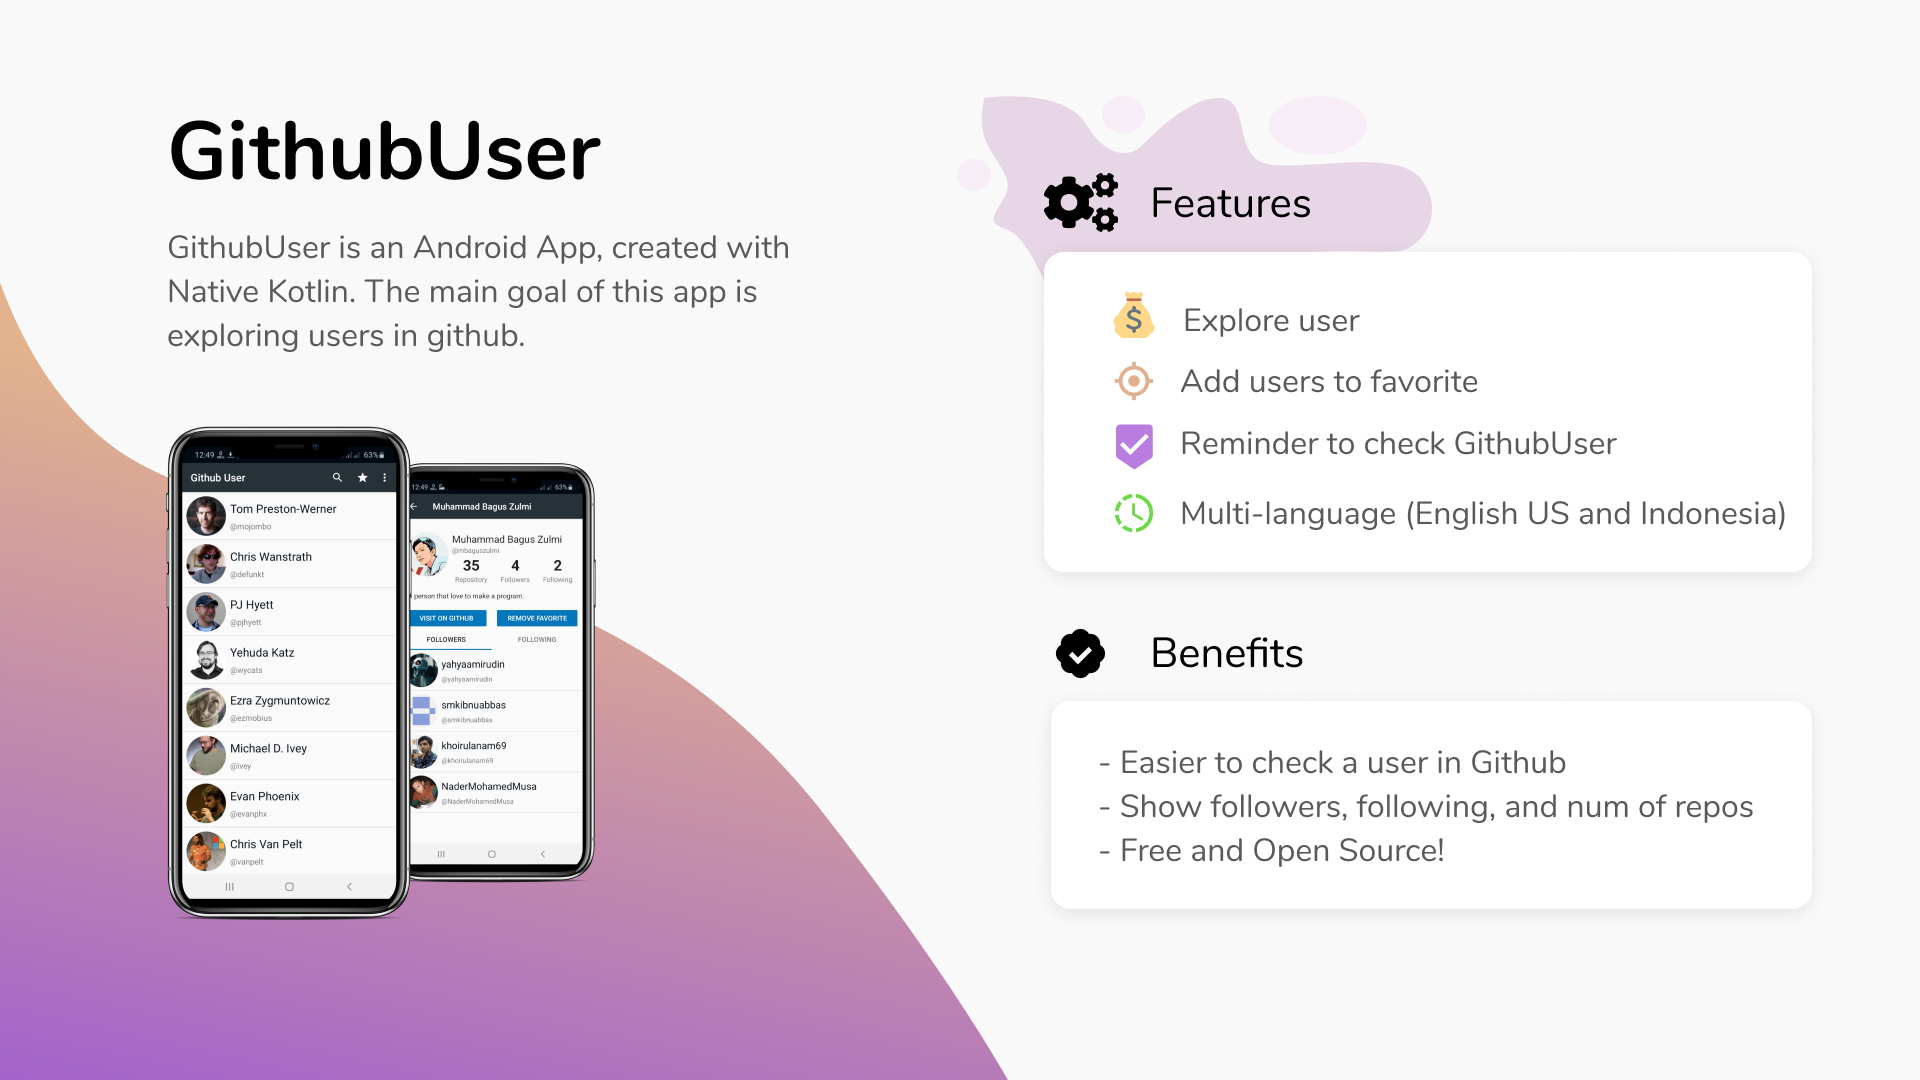 GithubUser
GithubUser is an Android App, created with
Native Kotlin. The main goal of this app is
exploring users in github.
12:49
63%
Github User
Tom Preston-Werner
@mojombo
Chris Wanstrath
@defunkt
PJ Hyett
@pjhyett
Yehuda Katz
@wycats
Ezra Zygmuntowicz
@ezmobius
Michael D. Ivey
@ivey
Evan Phoenix
@evanphx
Chris Van Pelt
@vanpelt
12:49
63%
Muhammad Bagus Zulmi
Muhammad Bagus Zulmi
@mbaguszulmi
35 4 2
Repository Followers Following
person that love to make a program.
VISIT ON GITHUB REMOVE FAVORITE
FOLLOWERS FOLLOWING
yahyaamirudin
@yahyaamirudin
smkibnuabbas
@smkibnuabbas
khoirulanam69
@khoirulanam69
NaderMohamedMusa
@NaderMohamedMusa
Features
$
Explore user
Add users to favorite
Reminder to check GithubUser
Multi-language (English US and Indonesia)
Benefits
- Easier to check a user in Github
- Show followers, following, and num of repos
- Free and Open Source!